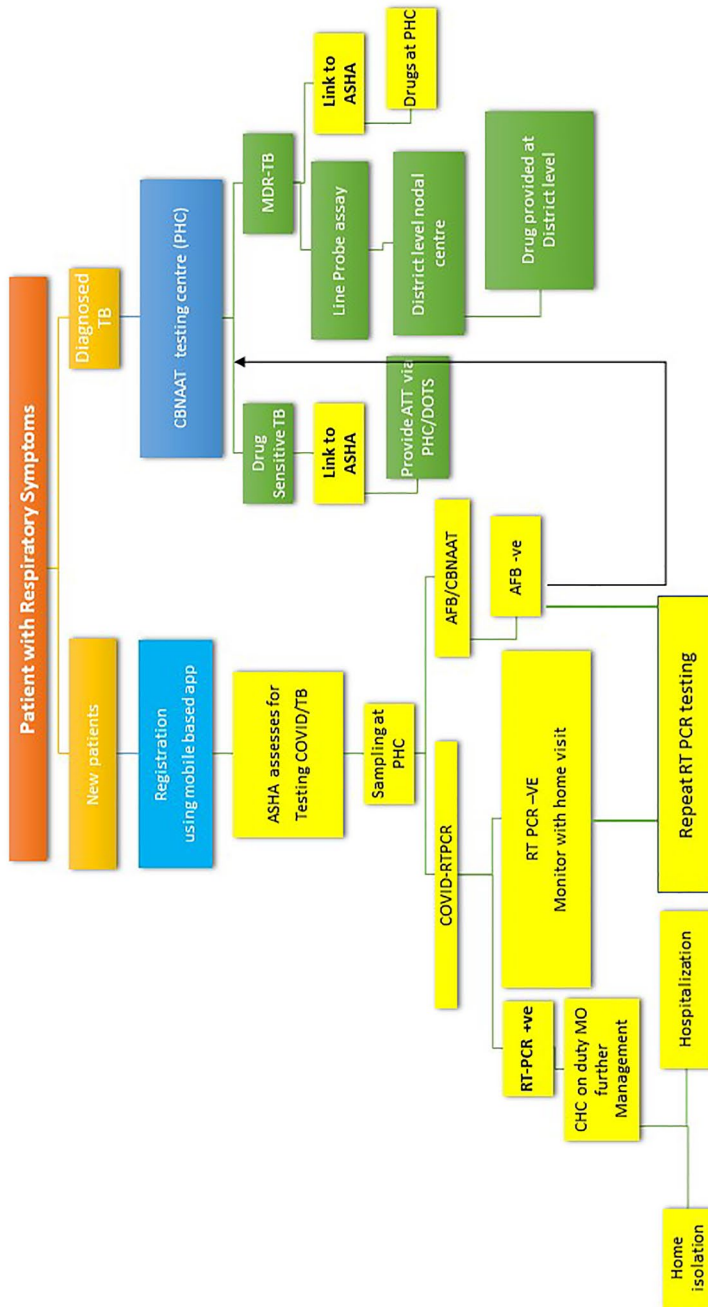 Patient with Respiratory Symptoms
New patients
Registration
using mobile based app
ASHA assesses for
Testing COVID/TB
Sampling at
PHC
COVID-RTPCR
RT-PCR +ve
CHC on duty MO
further
Management
Home
isolation
Hospitalization
RT PCR –VE
Monitor with home visit
AFB/CBNAAT
AFB -ve
Repeat RT PCR testing
Diagnosed
TB
CBNAAT testing centre (PHC)
Drug
Sensitive TB
Link to
ASHA
Provide ATT via
PHC/DOTS
MDR-TB
Line Probe assay
District level nodal
centre
Drug provided at
District level
Link to
ASHA
Drugs at PHC